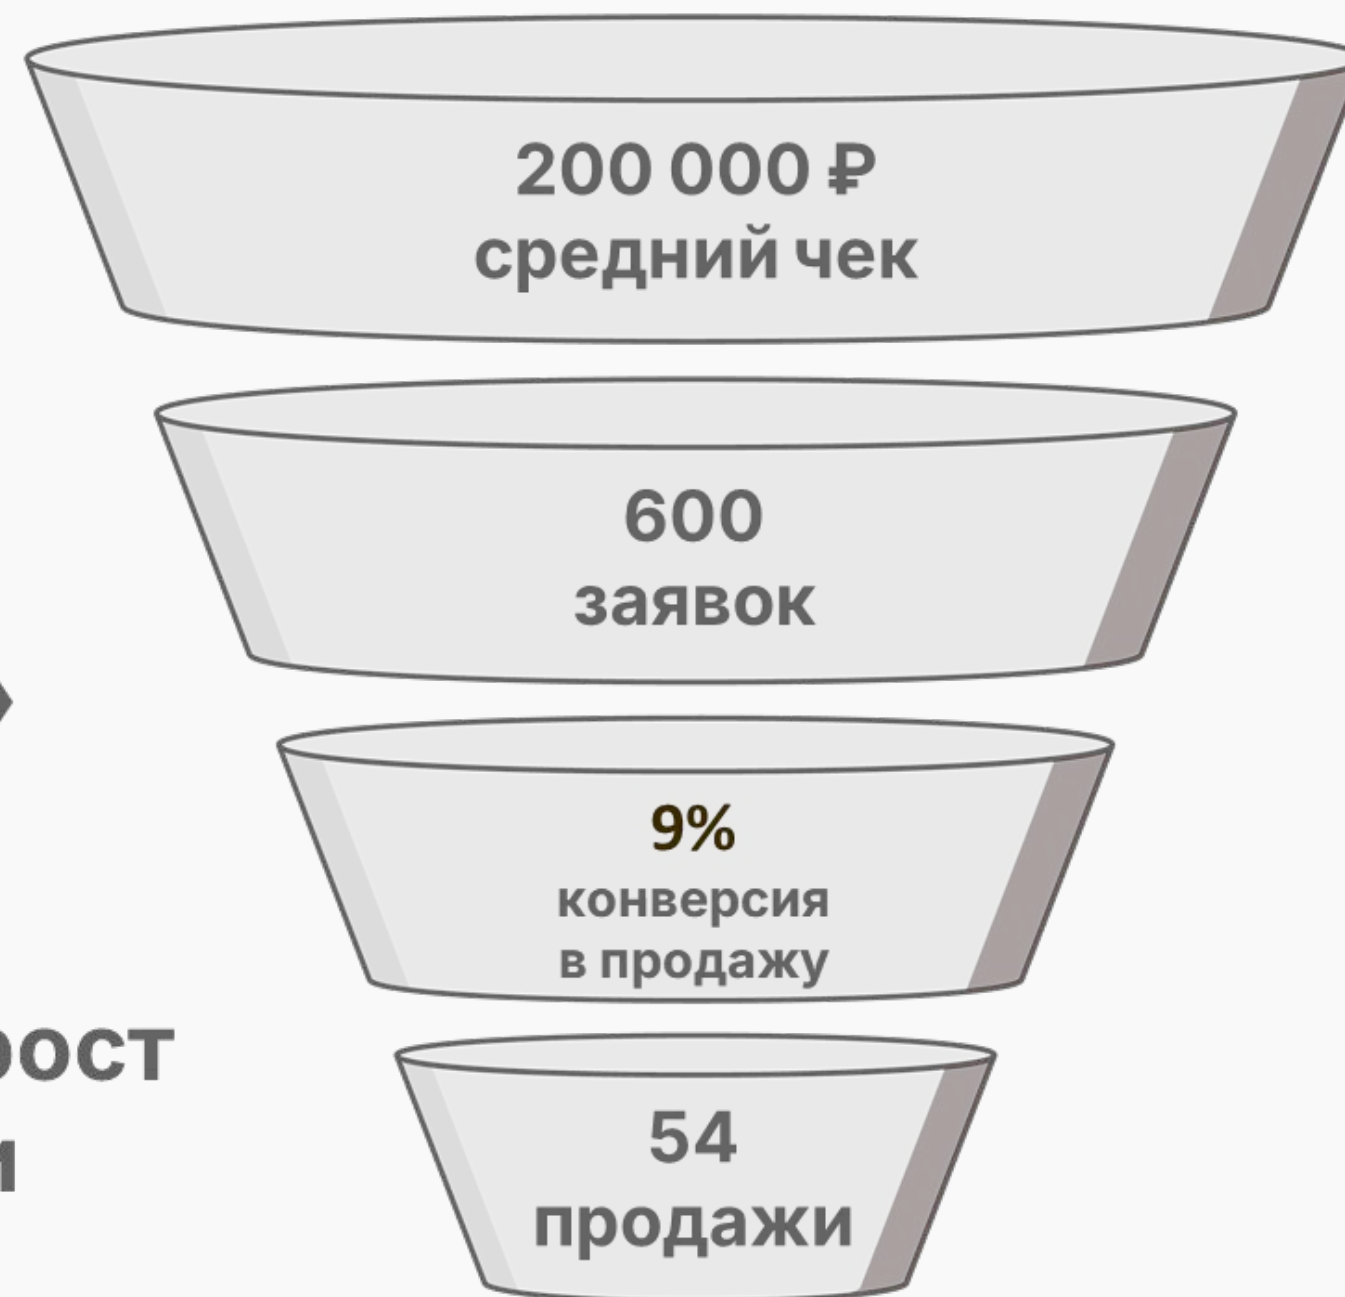 200 000 ₽
средний чек
600
заявок
9%
конверсия
в продажу
54
продажи